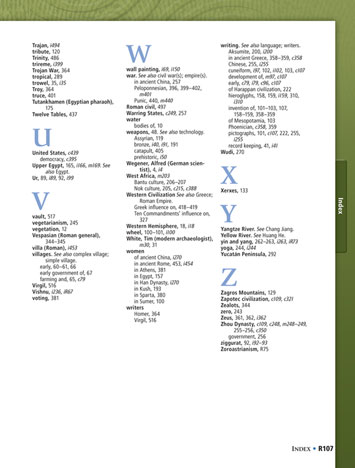 Trajan, i494
tribute, 120
Trinity, 486
trireme, c399
Trojan War, 364
tropical, 289
trowel, 35, i35
Troy, 364
truce, 401
Tutankhamen (Egyptian pharaoh),
175
Twelve Tables, 437
U
United States, c439
democracy, c395
Upper Egypt, 165, i166, m169. See
also Egypt.
Ur, 89, i89, 92, i99
V
vault, 517
vegetarianism, 245
vegetation, 12
Vespasian (Roman general),
344–345
villa (Roman), i453
villages. See also complex village;
simple village.
early, 60–61, 66
early government of, 67
farming and, 65, c79
Virgil, 516
Vishnu, i236, i667
voting, 381
W
wall painting, i69, i150
war. See also civil war(s); empire(s).
in ancient China, 257
Peloponnesian, 396, 399–402,
m401
Punic, 440, m440
Roman civil, 497
Warring States, c249, 257
water
bodies of, 10
weapons, 48. See also technology.
Assyrian, 119
bronze, i40, i91, 191
catapult, 405
prehistoric, i50
Wegener, Alfred (German scien-
tist), 4, i4
West Africa, m203
Bantu culture, 206–207
Nok culture, 205, c215, c388
Western Civilization See also Greece;
Roman Empire.
Greek influence on, 418–419
Ten Commandments' influence on,
327
Western Hemisphere, 18, i18
wheel, 100–101, i100
White, Tim (modern archaeologist),
m30, 31
women
of ancient China, i270
in ancient Rome, 453, i454
in Athens, 381
in Egypt, 157
in Han Dynasty, i270
in Kush, 193
in Sparta, 380
in Sumer, 100
writers
Homer, 364
Virgil, 516
writing. See also language; writers.
Aksumite, 200, i200
in ancient Greece, 358–359, c358
Chinese, 255, i255
cuneiform, i97, 102, i102, 103, c107
development of, m97, c107
early, c79, i79, c96, c107
of Harappan civilization, 222
hieroglyphs, 158, 159, i159, 310,
i310
invention of, 101–103, 107,
158–159, 358–359
of Mesopotamia, 103
Phoenician, c358, 359
pictographs, 101, c107, 222, 255,
i255
record keeping, 41, i41
Wudi, 270
X
Xerxes, 133
Y
Yangtze River. See Chang Jiang.
Yellow River. See Huang He.
yin and yang, 262–263, i263, i873
yoga, 244, i244
Yucatán Peninsula, 292
Z
Zagros Mountains, 129
Zapotec civilization, c109, c321
Zealots, 344
zero, 243
Zeus, 361, 362, i362
Zhou Dynasty, c109, c248, m248–249,
255–256, c350
government, 256
ziggurat, 92, i92–93
Zoroastrianism, R75
Index
INDEX • R107